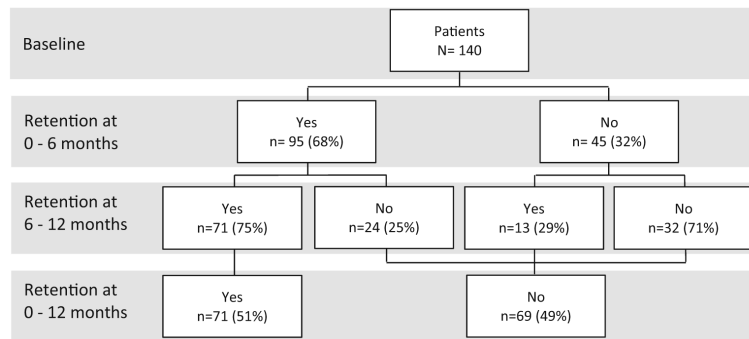 Baseline
Patients
N= 140
Retention at
0 - 6 months
Yes
n= 95 (68%)
No
n= 45 (32%)
Retention at
6 - 12 months
Yes
n=71 (75%)
No
n=24 (25%)
Yes
n=13 (29%)
No
n=32 (71%)
Retention at
0 - 12 months
Yes
n=71 (51%)
No
n=69 (49%)